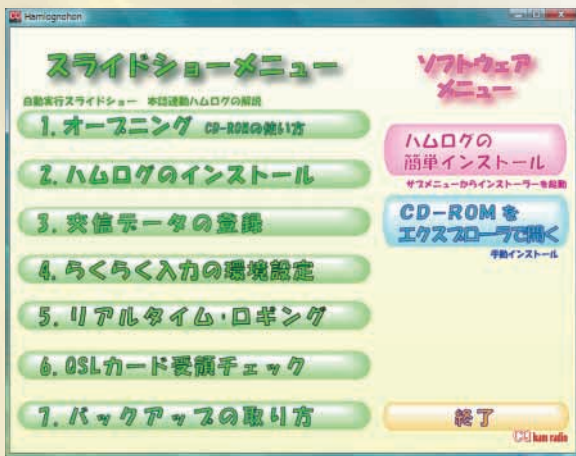 Hamlognohon
スライドショーメニュー
自動実行スライドショー 本誌連動ハムログの解説
1. オープニング CD-ROMの使い方
2. ハムログのインストール
3. 交信データの登録
4. らくらく入力の環境設定
5. リアルタイム・ロギング
6. QSLカード受領チェック
7. バックアップの取り方
ソフトウェア
メニュー
ハムログの
簡単インストール
サブメニューからインストーラーを起動
CD-ROMを
エクスプローラで開く
手動インストール
終了
CQ ham radio